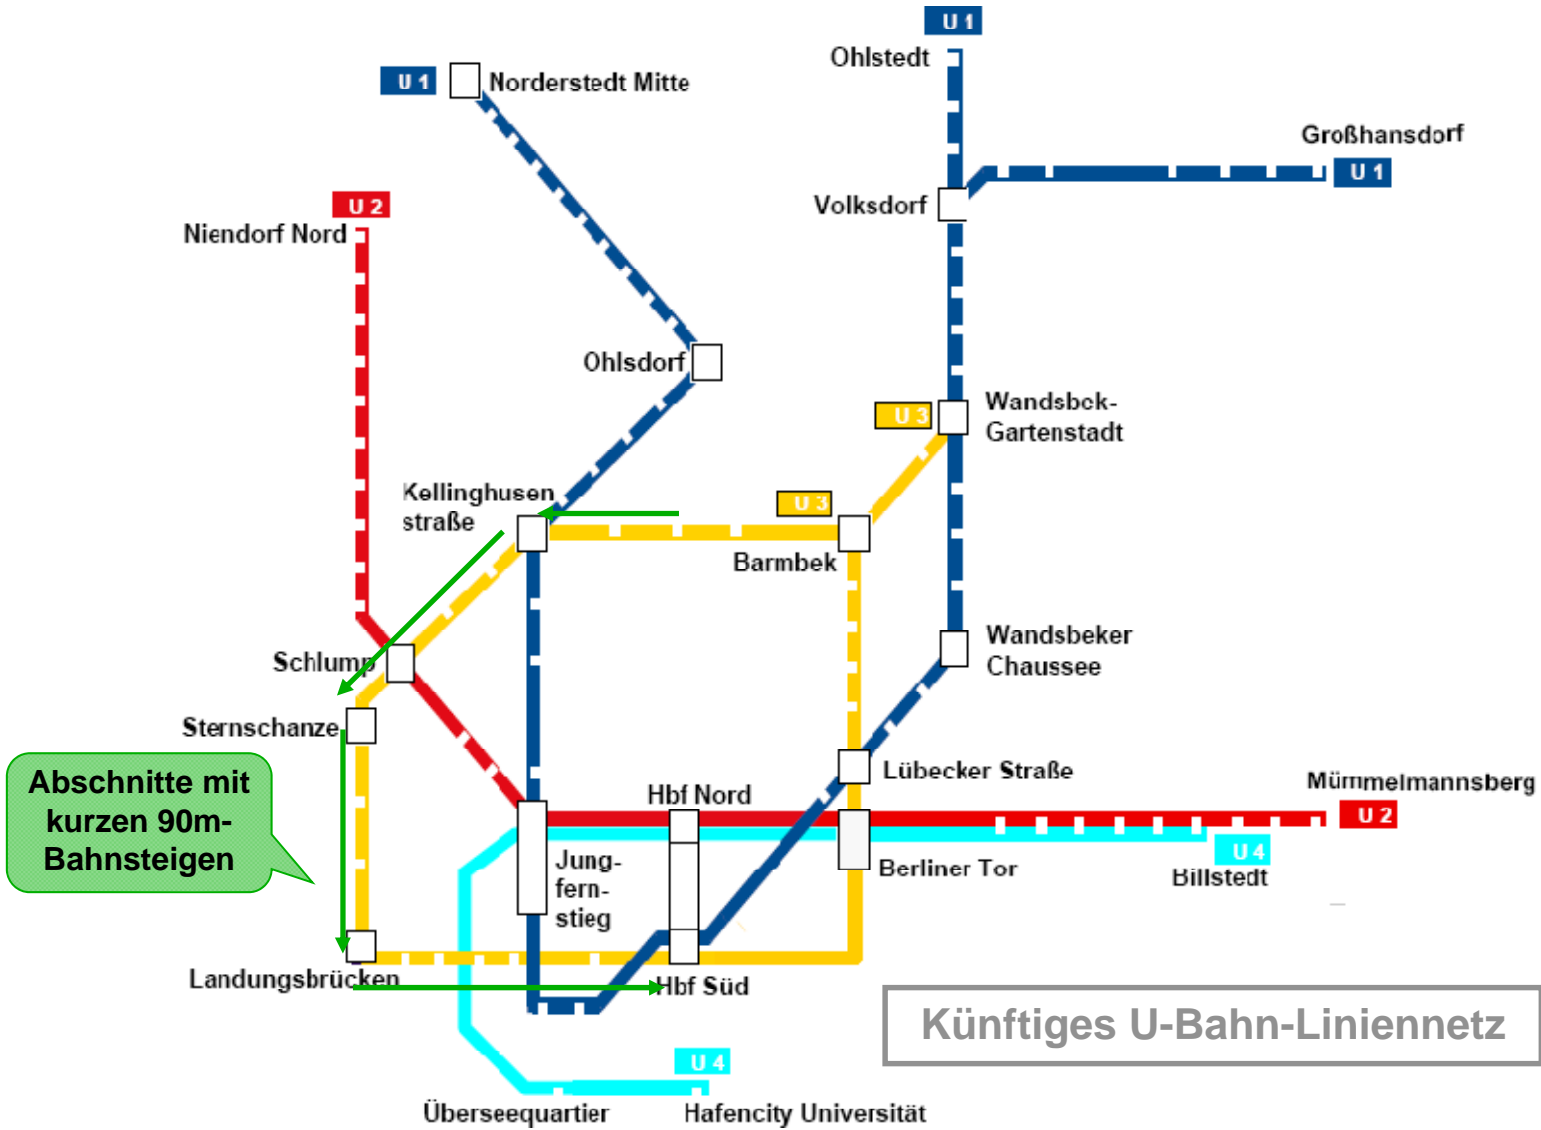 U 1
Ohlstedt
U 1
Norderstedt Mitte
Großhansdorf
U 1
U 2
Niendorf Nord
Volksdorf
Ohlsdorf
U 3
Wandsbek-
Gartenstadt
Kellinghusen
straße
U 3
Barmbek
Wandsbeker
Chaussee
Schlump
Sternschanze
Abschnitte mit
kurzen 90m-
Bahnsteigen
Lübecker Straße
Hbf Nord
Mümmelmannsberg
U 2
Jung-
fern-
stieg
Berliner Tor
U 4
Billstedt
Landungsbrücken
Hbf Süd
Künftiges U-Bahn-Liniennetz
U 4
Überseequartier
Hafencity Universität